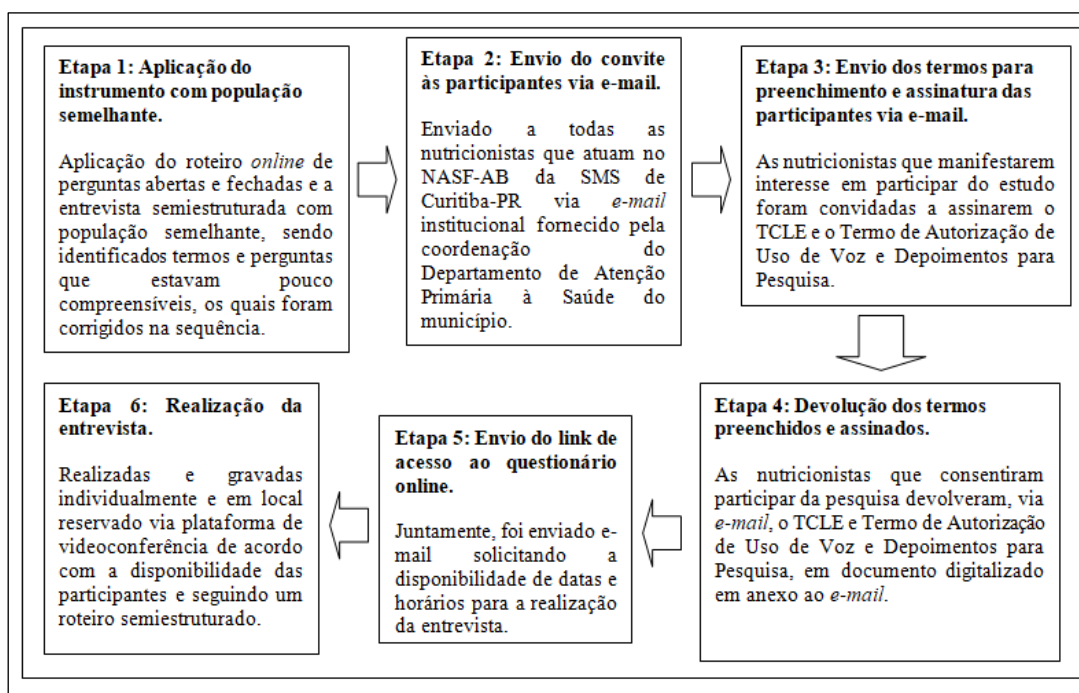 Etapa 1: Aplicação do
instrumento com população
semelhante.
Aplicação do roteiro online de
perguntas abertas e fechadas e a
entrevista semiestruturada com
população semelhante, sendo
identificados termos e perguntas
que estavam pouco
compreensíveis, os quais foram
corrigidos na sequência.
Etapa 2: Envio do convite
às participantes via e-mail.
Enviado a todas as
nutricionistas que atuam no
NASF-AB da SMS de
Curitiba-PR via e-mail
institucional fornecido pela
coordenação do
Departamento de Atenção
Primária à Saúde do
município.
Etapa 3: Envio dos termos para
preenchimento e assinatura das
participantes via e-mail.
As nutricionistas que manifestarem
interesse em participar do estudo
foram convidadas a assinarem o
TCLE e o Termo de Autorização de
Uso de Voz e Depoimentos para
Pesquisa.
Etapa 4: Devolução dos termos
preenchidos e assinados.
As nutricionistas que consentiram
participar da pesquisa devolveram, via
e-mail, o TCLE e Termo de Autorização
de Uso de Voz e Depoimentos para
Pesquisa, em documento digitalizado
em anexo ao e-mail.
Etapa 5: Envio do link de
acesso ao questionário
online.
Juntamente, foi enviado e-
mail solicitando a
disponibilidade de datas e
horários para a realização
da entrevista.
Etapa 6: Realização da
entrevista.
Realizadas e gravadas
individualmente e em local
reservado via plataforma de
videoconferência de acordo
com a disponibilidade das
participantes e seguindo um
roteiro semiestruturado.